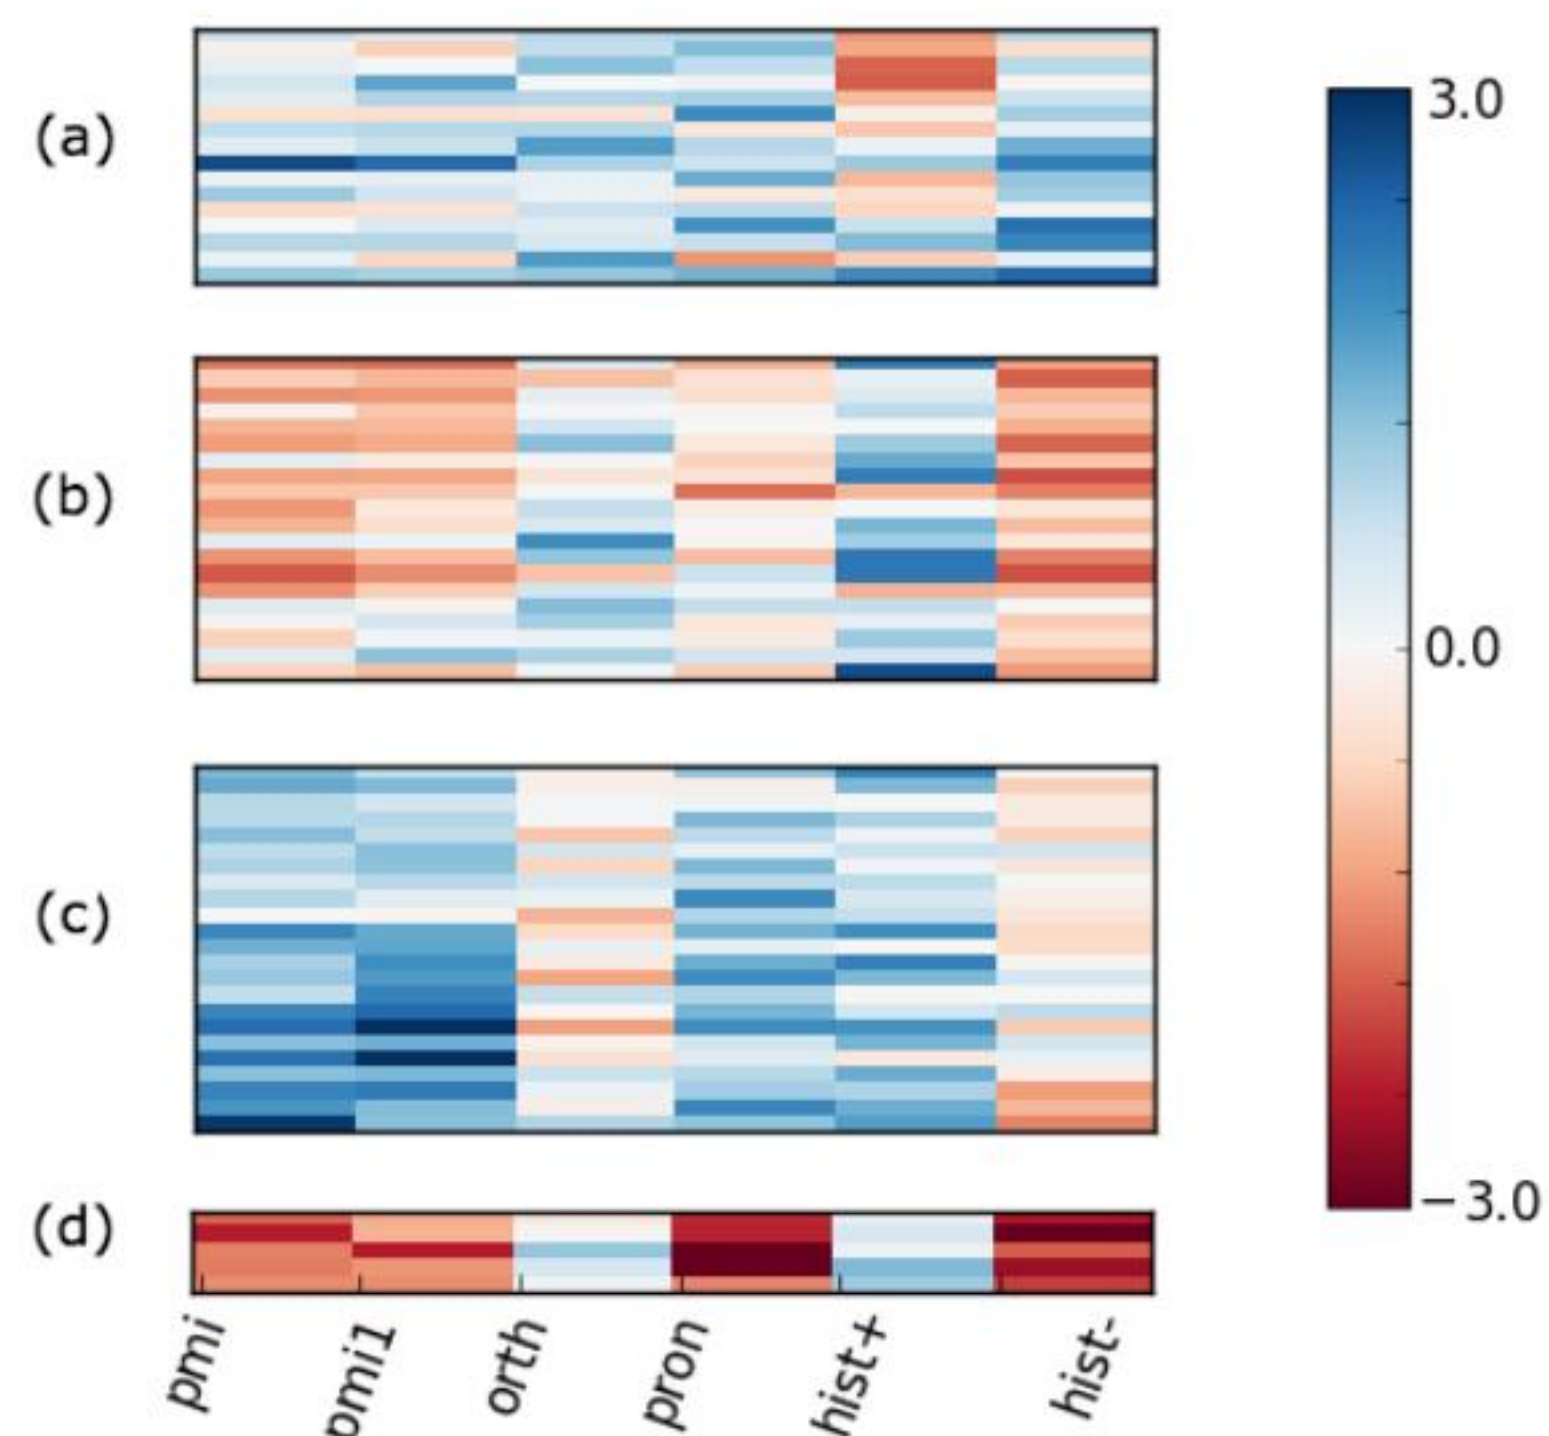 (a)
(b)
(c)
(d)
3.0
0.0
−3.0
pmi
pmi1
orth
pron
hist+
hist-